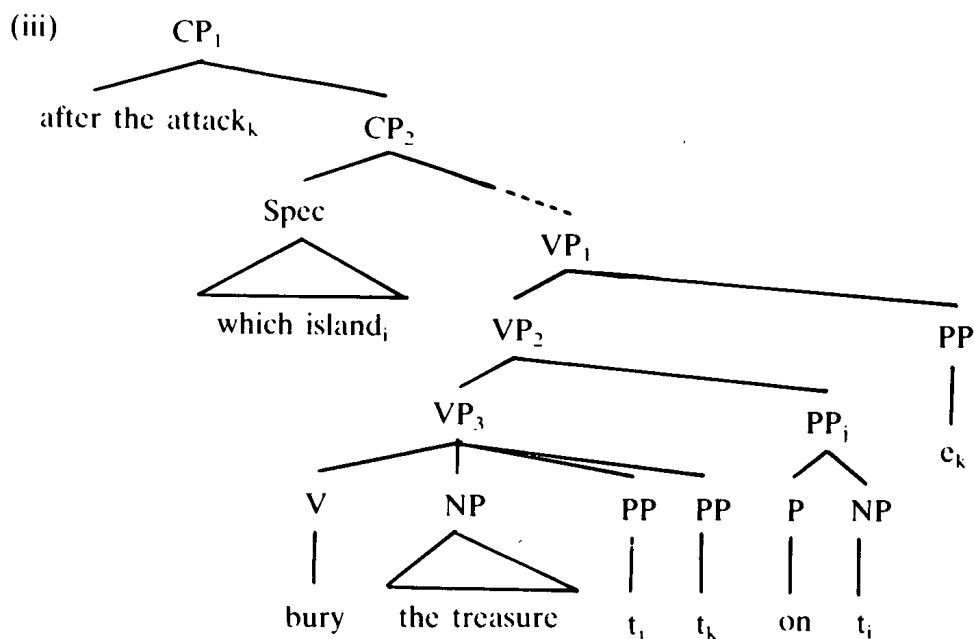 (iii)
CP₁
after the attackₖ
CP₂
Spec
VP₁
which islandᵢ
VP₂ PP
VP₃ PPⱼ eₖ
V NP PP PP P NP
bury the treasure tᵢ tₖ on tᵢ